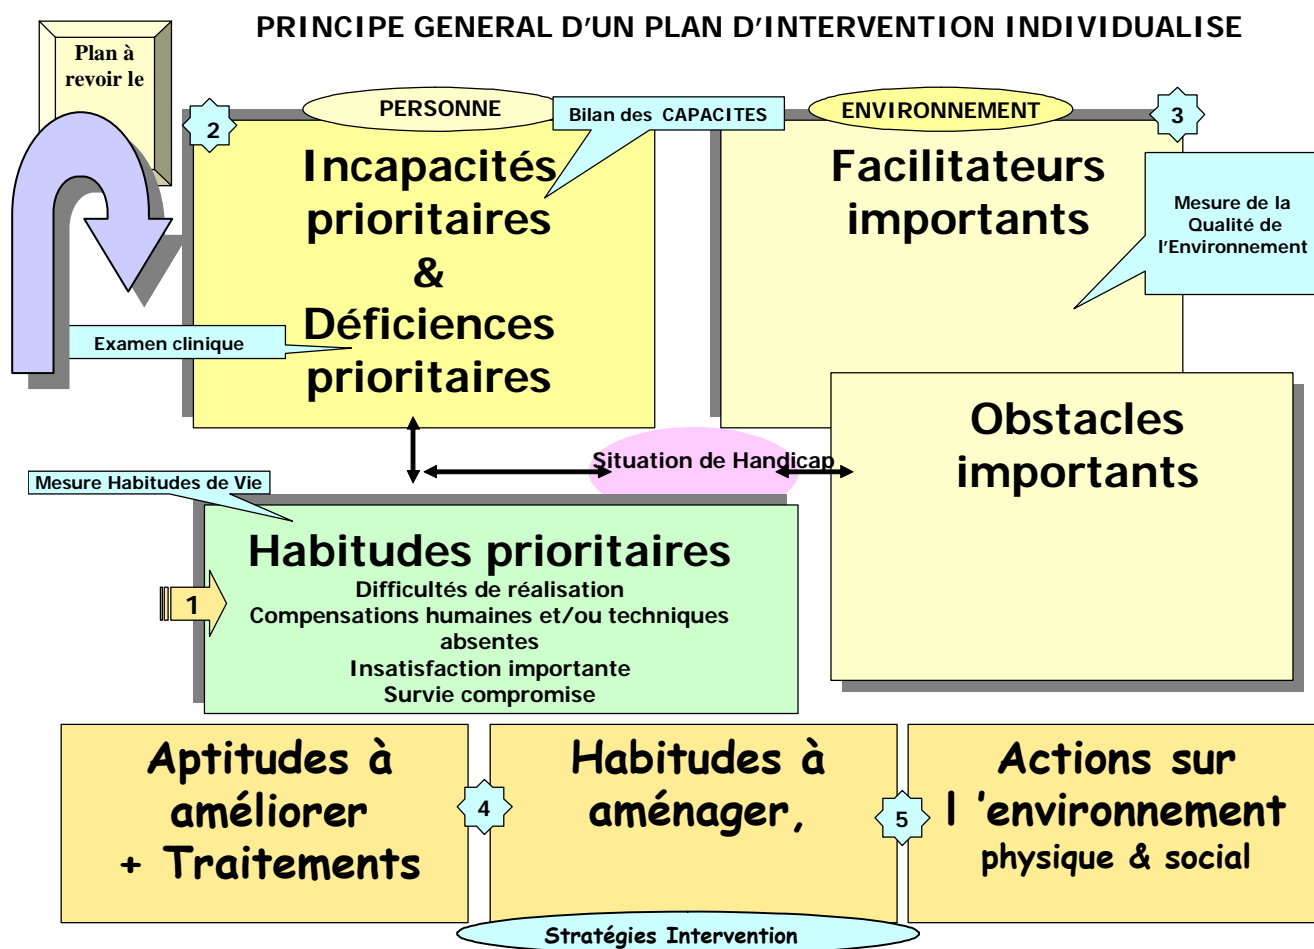 PRINCIPE GENERAL D'UN PLAN D'INTERVENTION INDIVIDUALISE
Plan à
revoir le
2
PERSONNE
Bilan des CAPACITES
Incapacités
prioritaires
&
Déficiences
prioritaires
Examen clinique
ENVIRONNEMENT
3
Facilitateurs
importants
Mesure de la
Qualité de
l'Environnement
Obstacles
importants
Situation de Handicap
Mesure Habitudes de Vie
1
Habitudes prioritaires
Difficultés de réalisation
Compensations humaines et/ou techniques
absentes
Insatisfaction importante
Survie compromise
Aptitudes à
améliorer
+ Traitements
4
Habitudes à
aménager,
5
Actions sur
l 'environnement
physique & social
Stratégies Intervention